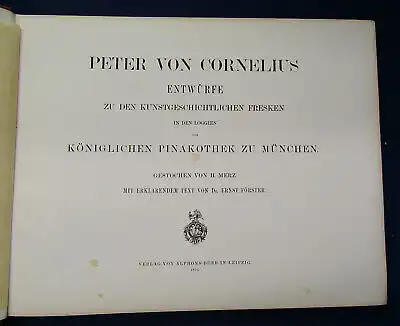 PETER VON CORNELIUS
ENTWÜRFE
ZU DEN KUNSTGESCHICHTLICHEN FRESKEN
IN DEN LOGGIEN
DER
KÖNIGLICHEN PINAKOTHEK ZU MÜNCHEN.
GESTOCHEN VON H. MERZ.
MIT ERKLÄRENDEM TEXT VON DR. ERNST FÖRSTER.
VERLAG VON ALPHONS DÜRR IN LEIPZIG.